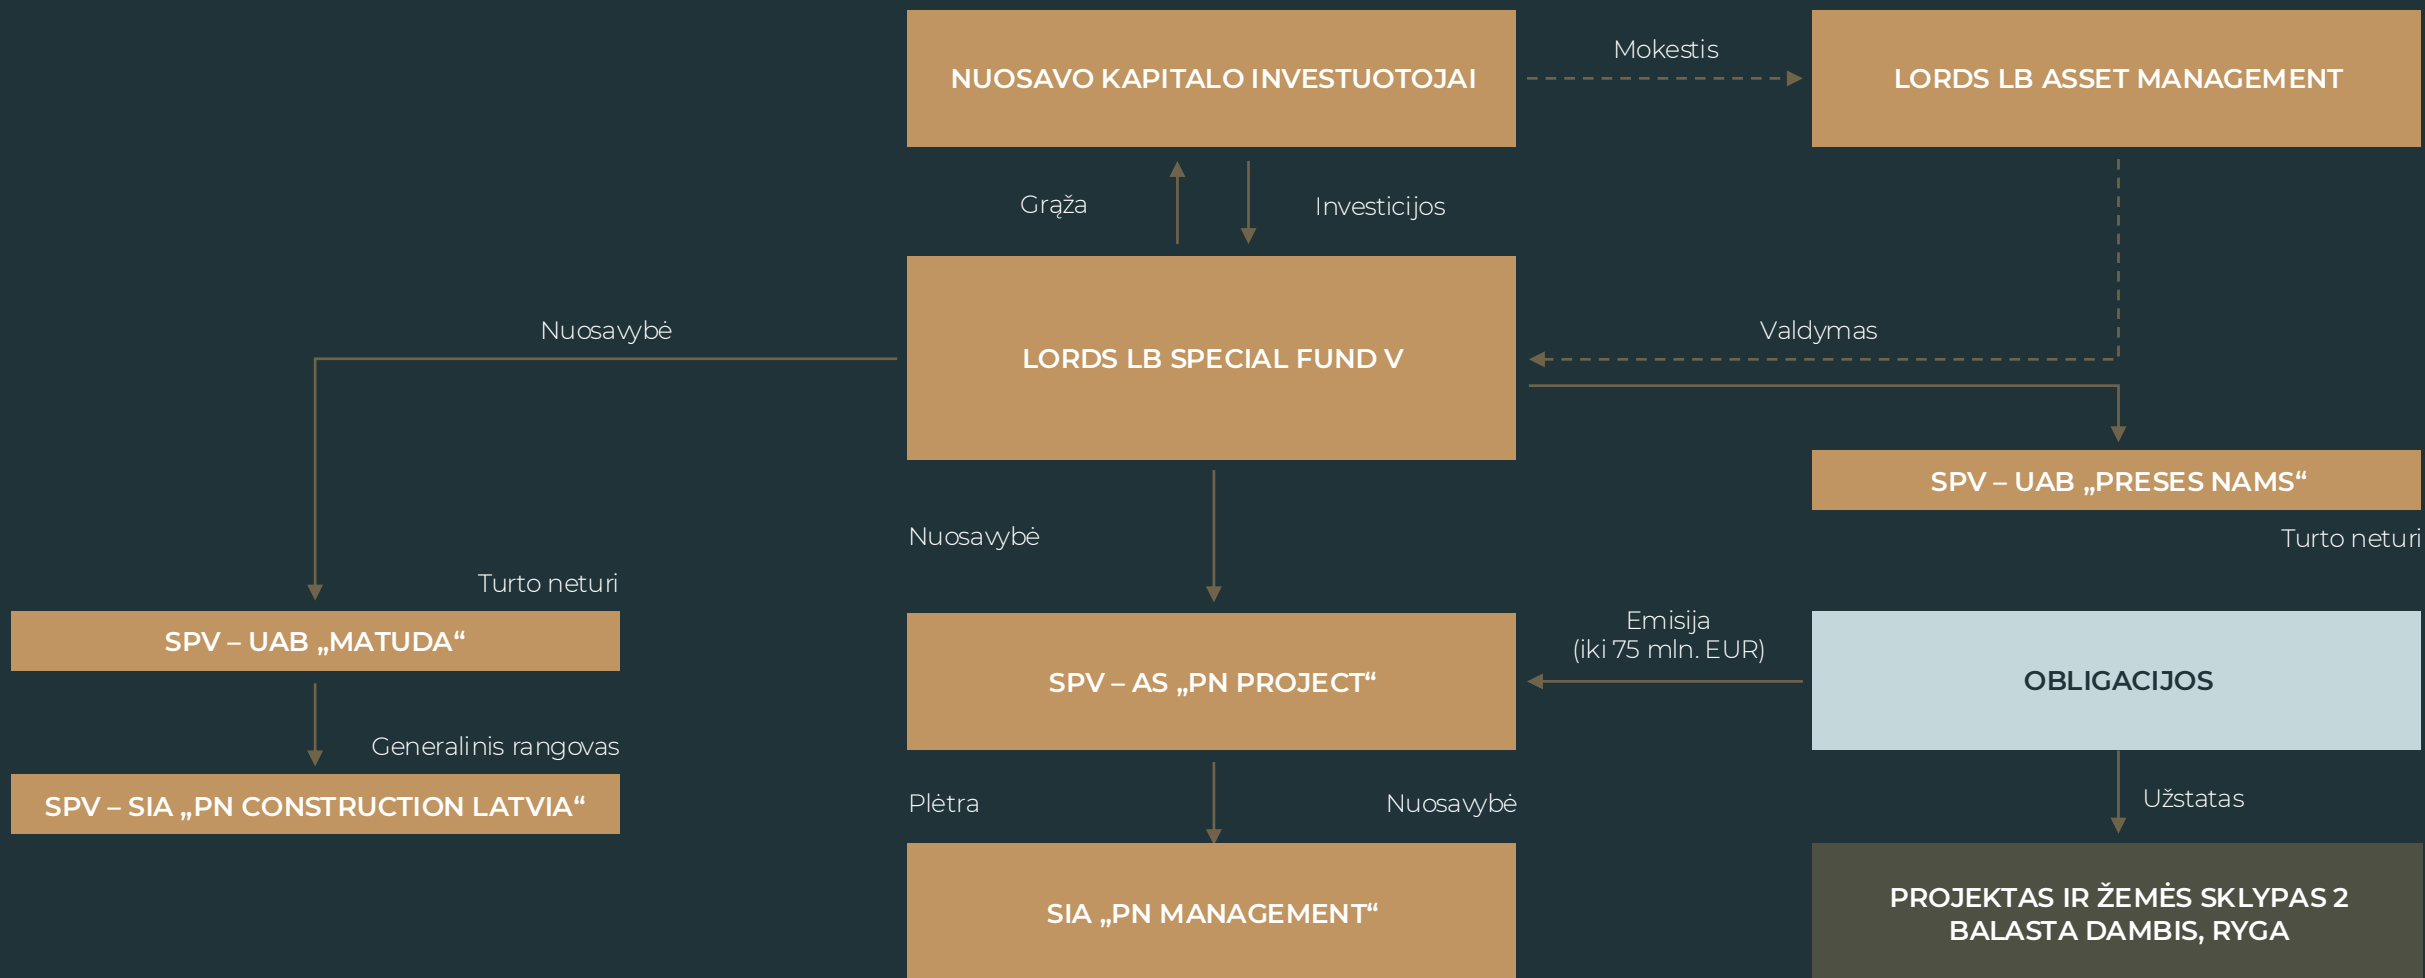 NUOSAVO KAPITALO INVESTUOTOJAI
Mokestis
LORDS LB ASSET MANAGEMENT
Grąža
Investicijos
Nuosavybė
LORDS LB SPECIAL FUND V
Valdymas
SPV – UAB „PRESES NAMS“
Turto neturi
Nuosavybė
Turto neturi
SPV – UAB „MATUDA“
SPV – AS „PN PROJECT“
Emisija
(iki 75 mln. EUR)
OBLIGACIJOS
Generalinis rangovas
SPV – SIA „PN CONSTRUCTION LATVIA“
Plėtra
Nuosavybė
Užstatas
SIA „PN MANAGEMENT“
PROJEKTAS IR ŽEMĖS SKLYPAS 2
BALASTA DAMBIS, RYGA